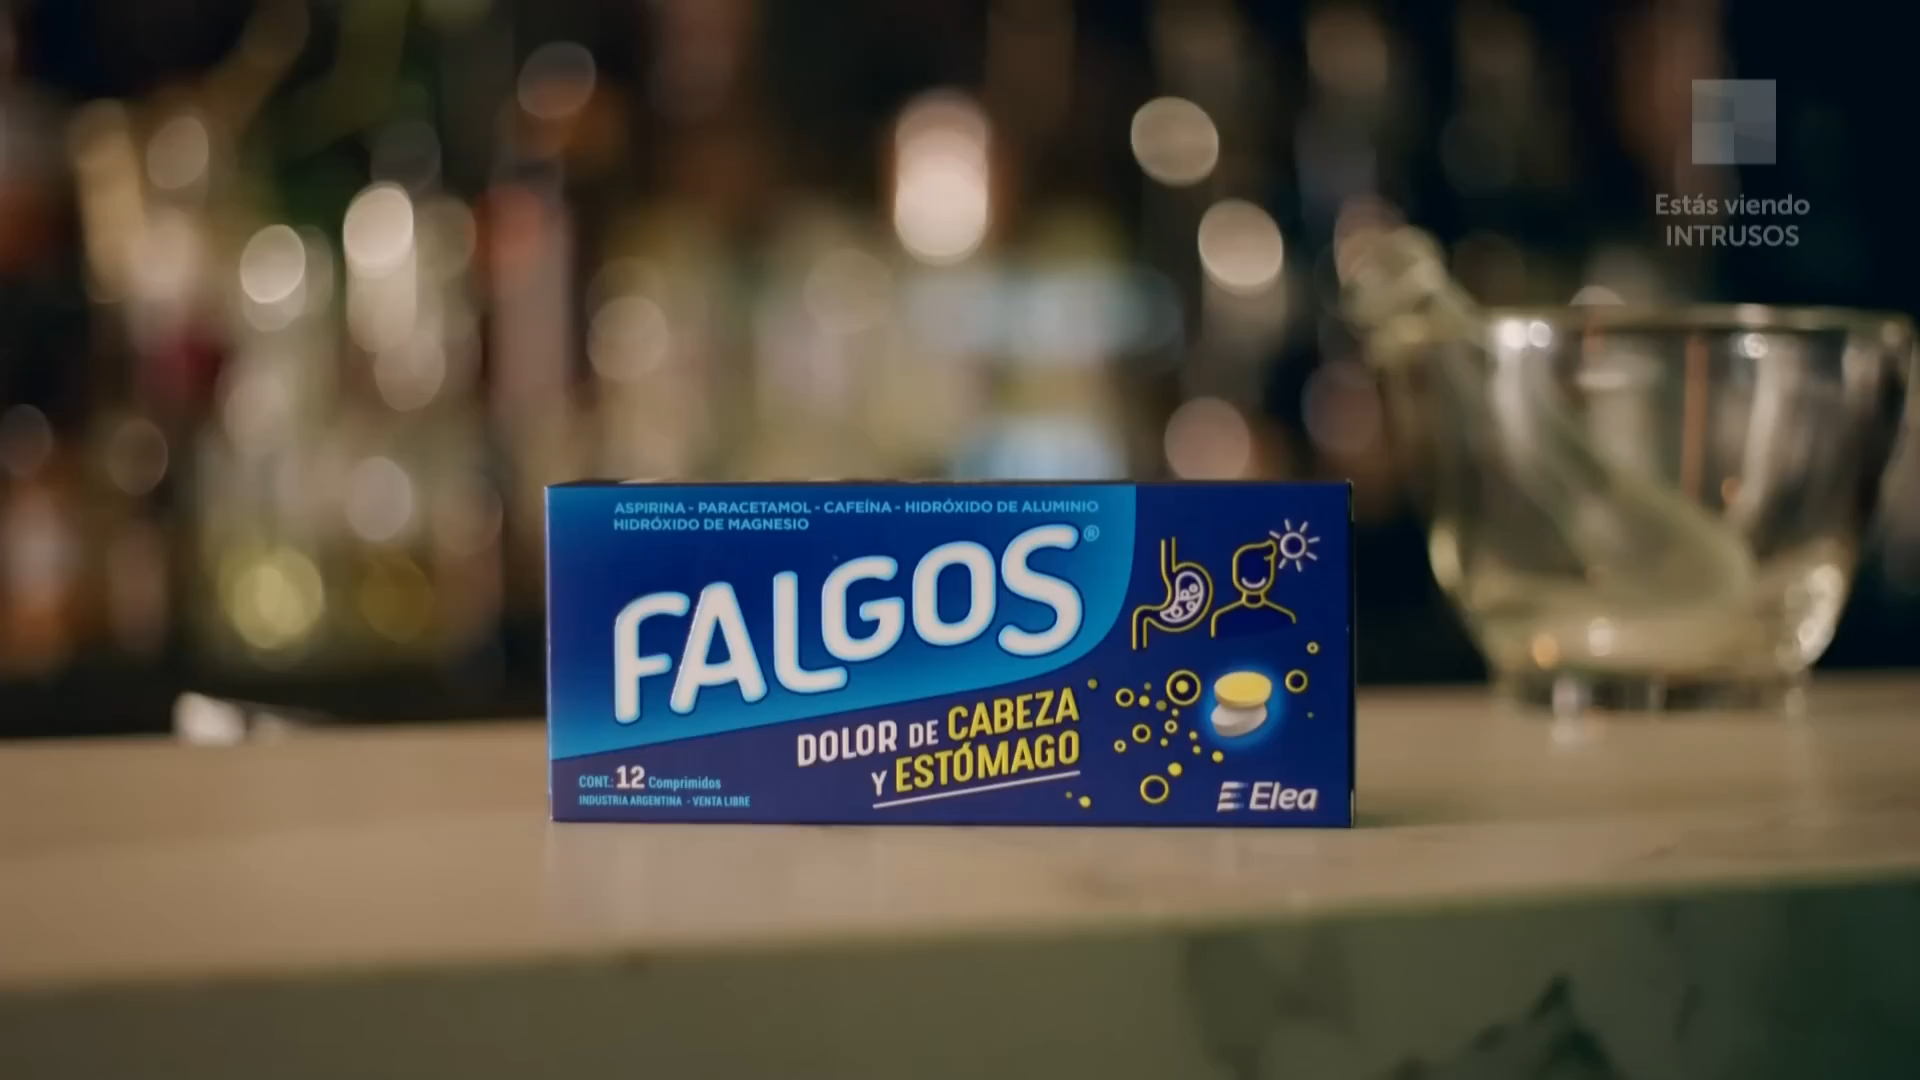 Estás viendo
INTRUSOS
ASPIRINA - PARACETAMOL - CAFEÍNA - HIDRÓXIDO DE ALUMINIO
HIDRÓXIDO DE MAGNESIO
FALGOS®
DOLOR DE CABEZA
Y ESTÓMAGO
CONT.: 12 Comprimidos
INDUSTRIA ARGENTINA - VENTA LIBRE
Elea